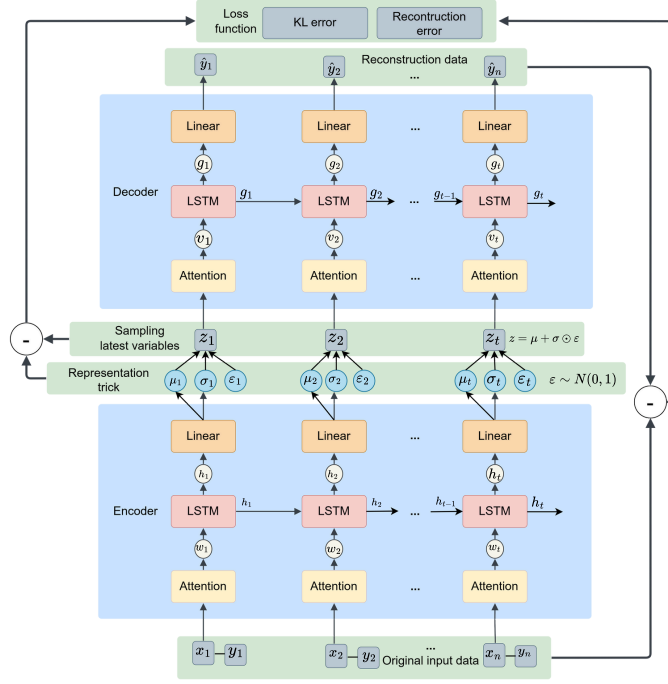 Loss function KL error Recontruction error
ŷ₁ ŷ₂ Reconstruction data ... ŷₙ
Linear Linear ... Linear
g₁ g₂ gₜ
Decoder LSTM g₁ LSTM g₂ ... gₜ₋₁ LSTM gₜ
v₁ v₂ vₜ
Attention Attention ... Attention
Sampling latest variables z₁ z₂ zₜ z = μ + σ ⊙ ε
- -
Representation trick μ₁ σ₁ ε₁ μ₂ σ₂ ε₂ μₜ σₜ εₜ ε ∼ N(0, 1)
Linear Linear ... Linear
h₁ h₂ hₜ
Encoder LSTM h₁ LSTM h₂ ... hₜ₋₁ LSTM hₜ
w₁ w₂ wₜ
Attention Attention ... Attention
x₁ y₁ x₂ y₂ ... xₙ yₙ
Original input data